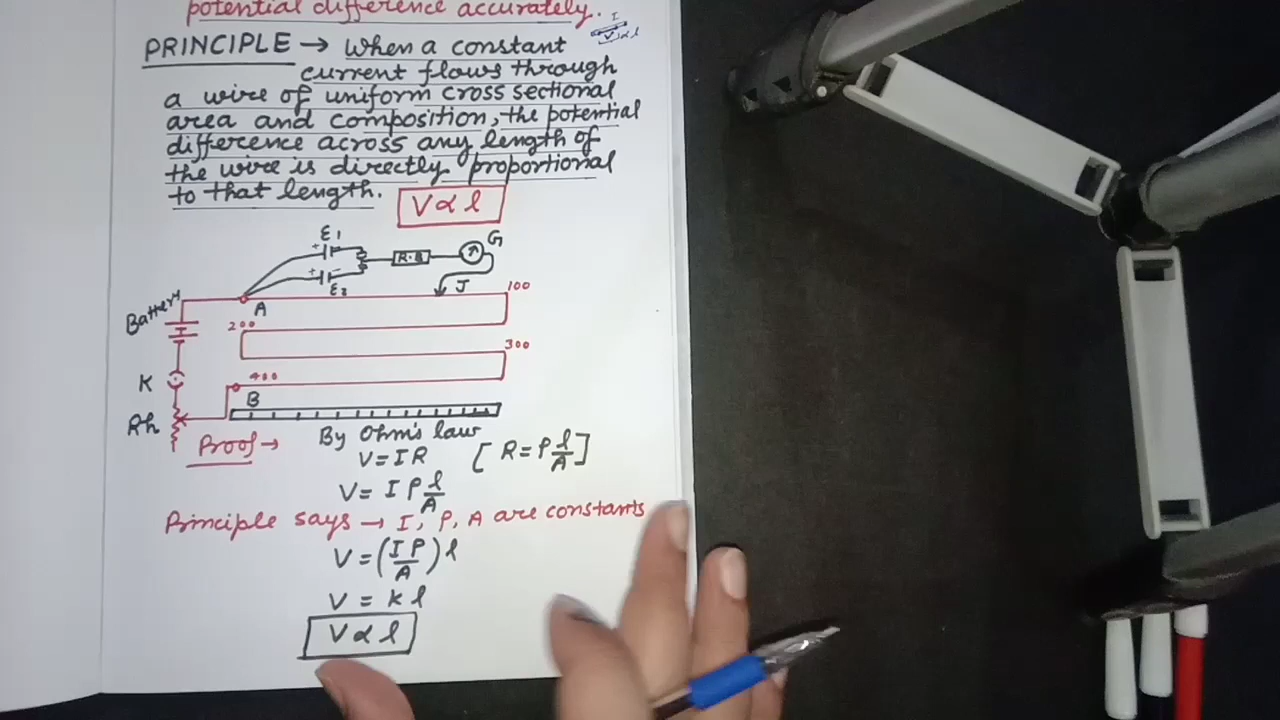 potential difference accurately.
I
V∝l
PRINCIPLE → When a constant
current flows through
a wire of uniform cross sectional
area and composition, the potential
difference across any length of
the wire is directly proportional
to that length.
V∝l
ε1
G
R.B
ε2
J
A
100
Battery
200
300
K
400
B
Rh
Proof →
By Ohm's law
V=IR [R=ρ l/A]
V= I ρ l/A
Principle says → I, ρ, A are constants
V=(Iρ/A) l
V = K l
V∝l